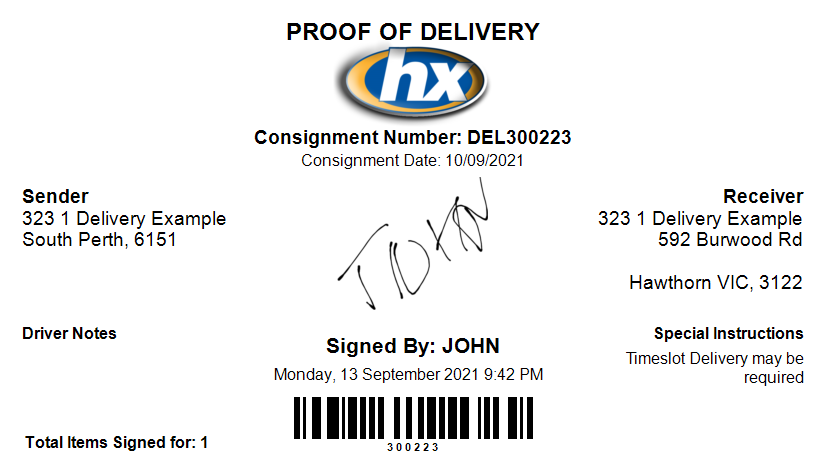 PROOF OF DELIVERY
hx
Consignment Number: DEL300223
Consignment Date: 10/09/2021
Sender
323 1 Delivery Example
South Perth, 6151
Receiver
323 1 Delivery Example
592 Burwood Rd
Hawthorn VIC, 3122
JOHN
Driver Notes
Signed By: JOHN
Monday, 13 September 2021 9:42 PM
Special Instructions
Timeslot Delivery may be
required
300223
Total Items Signed for: 1